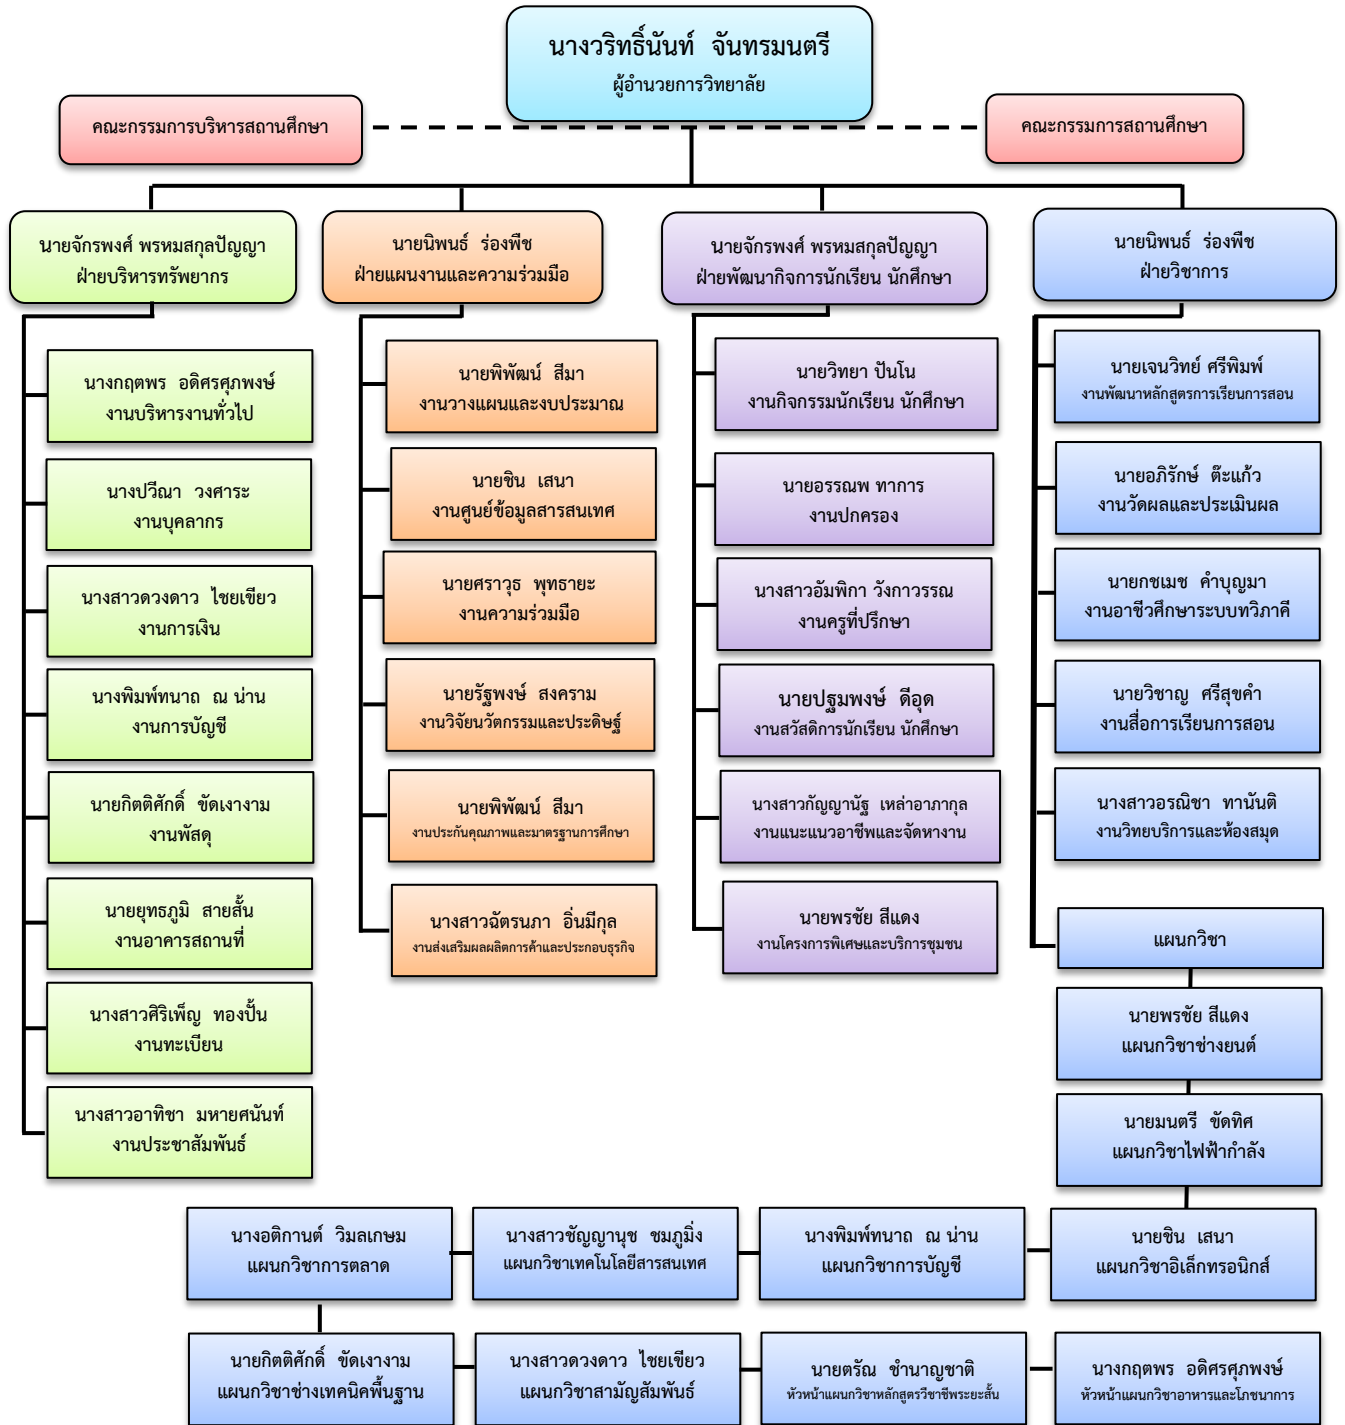 นางวริทธิ์นันท์  จันทรมนตรี
ผู้อำนวยการวิทยาลัย
คณะกรรมการบริหารสถานศึกษา
คณะกรรมการสถานศึกษา
นายจักรพงศ์ พรหมสกุลปัญญา
ฝ่ายบริหารทรัพยากร
นายนิพนธ์  ร่องพืช
ฝ่ายแผนงานและความร่วมมือ
นายจักรพงศ์ พรหมสกุลปัญญา
ฝ่ายพัฒนากิจการนักเรียน นักศึกษา
นายนิพนธ์  ร่องพืช
ฝ่ายวิชาการ
นางกฤตพร  อดิศรศุภพงษ์
งานบริหารงานทั่วไป
นางปวีณา  วงศาระ
งานบุคลากร
นางสาวดวงดาว  ไชยเขียว
งานการเงิน
นางพิมพ์ทนาถ  ณ น่าน
งานการบัญชี
นายกิตติศักดิ์  ขัดเงางาม
งานพัสดุ
นายยุทธภูมิ  สายสั้น
งานอาคารสถานที่
นางสาวศิริเพ็ญ  ทองปั้น
งานทะเบียน
นางสาวอาทิชา  มหายศนันท์
งานประชาสัมพันธ์
นายพิพัฒน์  สีมา
งานวางแผนและงบประมาณ
นายชิน  เสนา
งานศูนย์ข้อมูลสารสนเทศ
นายศราวุธ  พุทธายะ
งานความร่วมมือ
นายรัฐพงษ์  สงคราม
งานวิจัยนวัตกรรมและประดิษฐ์
นายพิพัฒน์  สีมา
งานประกันคุณภาพและมาตรฐานการศึกษา
นางสาวฉัตรนภา  อิ่นมีกุล
งานส่งเสริมผลผลิตการค้าและประกอบธุรกิจ
นายวิทยา ปันโน
งานกิจกรรมนักเรียน นักศึกษา
นายอรรณพ ทาการ
งานปกครอง
นางสาวอัมพิกา วังกาวรรณ
งานครูที่ปรึกษา
นายปฐมพงษ์  ดีอุด
งานสวัสดิการนักเรียน นักศึกษา
นางสาวกัญญานัฐ  เหล่าอาภากุล
งานแนะแนวอาชีพและจัดหางาน
นายพรชัย สีแดง
งานโครงการพิเศษและบริการชุมชน
นายเจนวิทย์ ศรีพิมพ์
งานพัฒนาหลักสูตรการเรียนการสอน
นายอภิรักษ์  ต๊ะแก้ว
งานวัดผลและประเมินผล
นายกชเมช  คำบุญมา
งานอาชีวศึกษาระบบทวิภาคี
นายวิชาญ  ศรีสุขคำ
งานสื่อการเรียนการสอน
นางสาวอรณิชา  ทานันติ
งานวิทยบริการและห้องสมุด
แผนกวิชา
นายพรชัย สีแดง
แผนกวิชาช่างยนต์
นายมนตรี  ขัดทิศ
แผนกวิชาไฟฟ้ากำลัง
นางอติกานต์  วิมลเกษม
แผนกวิชาการตลาด
นางสาวชัญญานุช  ชมภูมิ่ง
แผนกวิชาเทคโนโลยีสารสนเทศ
นางพิมพ์ทนาถ  ณ น่าน
แผนกวิชาการบัญชี
นายชิน  เสนา
แผนกวิชาอิเล็กทรอนิกส์
นายกิตติศักดิ์  ขัดเงางาม
แผนกวิชาช่างเทคนิคพื้นฐาน
นางสาวดวงดาว  ไชยเขียว
แผนกวิชาสามัญสัมพันธ์
นายตรัณ  ชำนาญชาติ
หัวหน้าแผนกวิชาหลักสูตรวิชาชีพระยะสั้น
นางกฤตพร  อดิศรศุภพงษ์
หัวหน้าแผนกวิชาอาหารและโภชนาการ